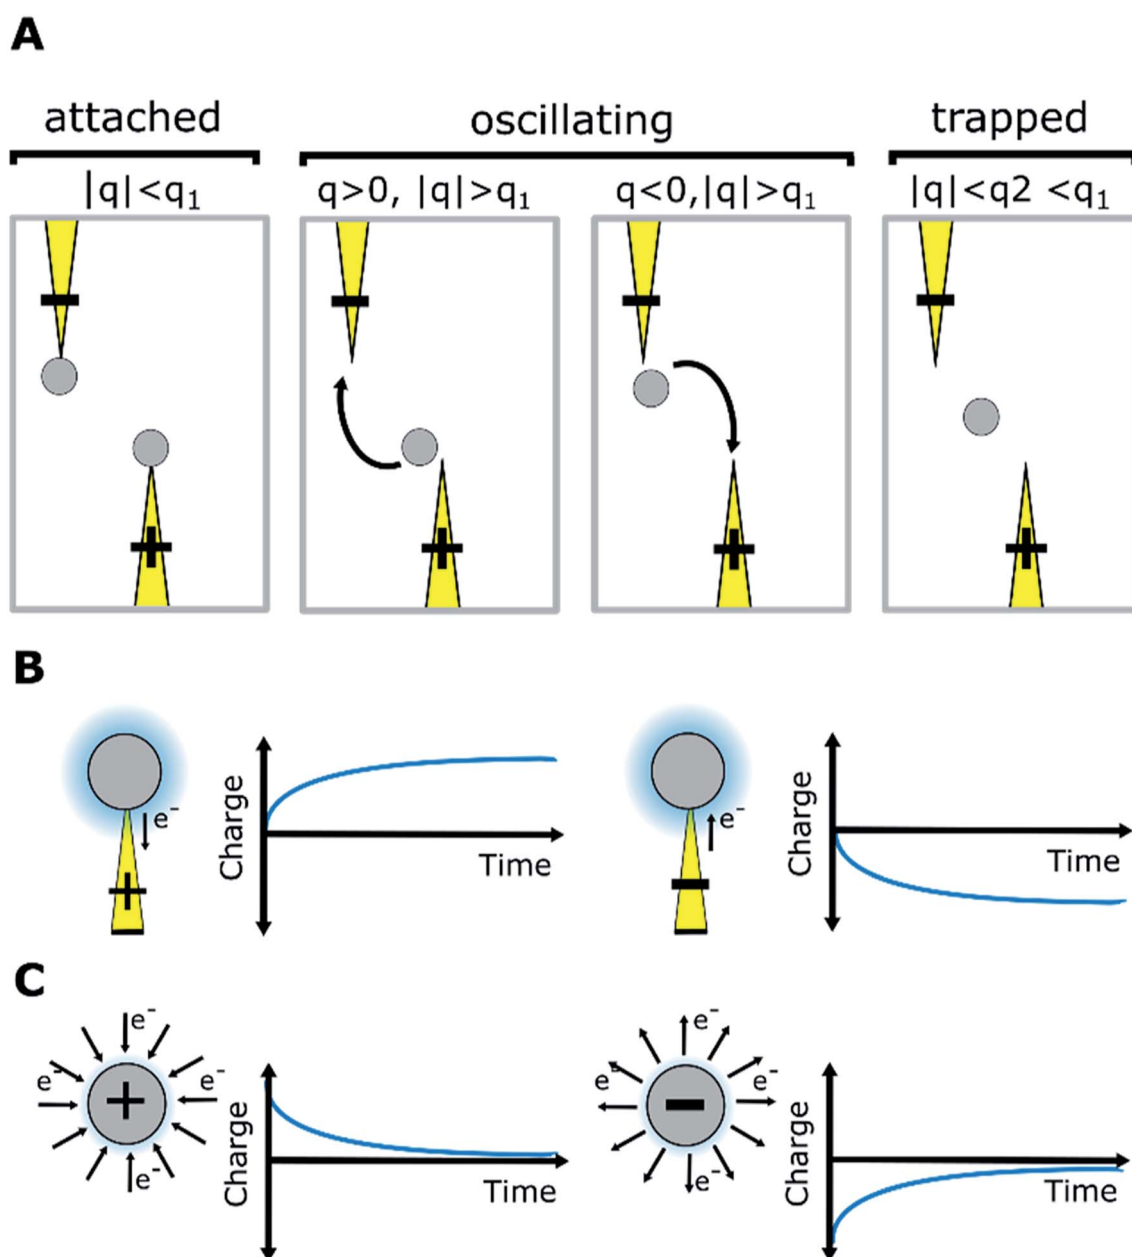 A
attached
oscillating
trapped
|q|<q₁
q>0, |q|>q₁
q<0,|q|>q₁
|q|<q2 <q₁
B
e⁻
Charge
Time
e⁻
Charge
Time
C
e⁻
e⁻
e⁻
e⁻
Charge
Time
e⁻
e⁻
e⁻
e⁻
Charge
Time